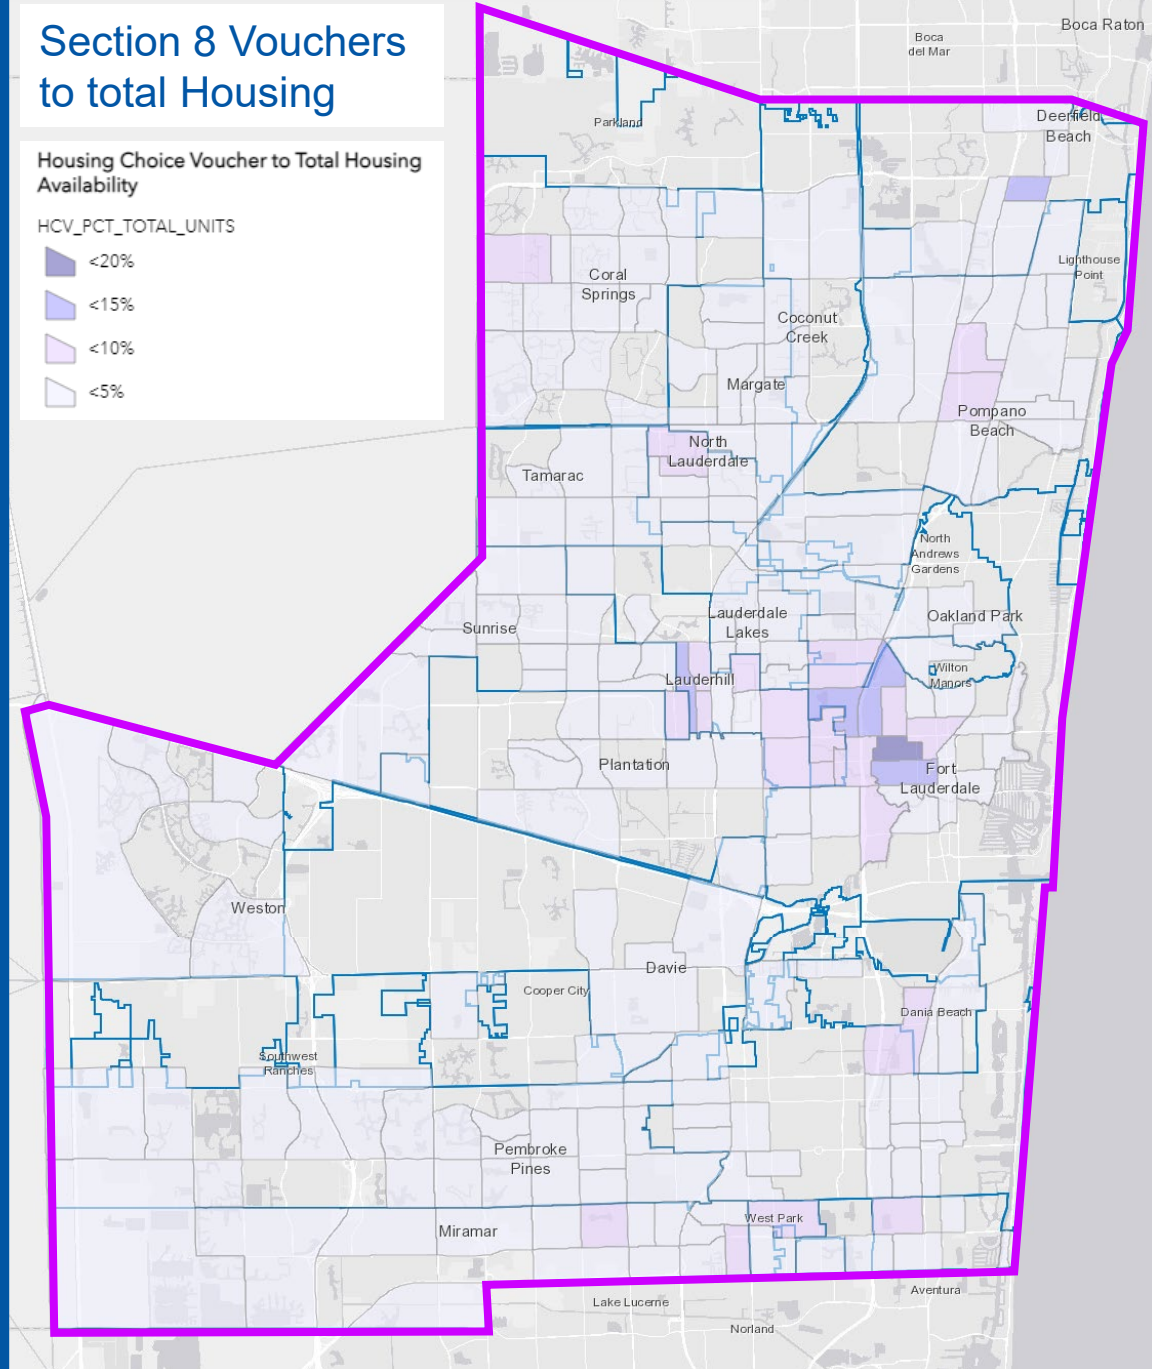 Section 8 Vouchers
to total Housing
Housing Choice Voucher to Total Housing
Availability
HCV_PCT_TOTAL_UNITS
<20%
<15%
<10%
<5%
Boca Raton
Boca
del Mar
Parkland
Deerfield
Beach
Lighthouse
Point
Coral
Springs
Coconut
Creek
Margate
Pompano
Beach
North
Lauderdale
Tamarac
North
Andrews
Gardens
Oakland Park
Lauderdale
Lakes
Sunrise
Wilton
Manors
Lauderhill
Plantation
Fort
Lauderdale
Weston
Davie
Cooper City
Dania Beach
Southwest
Ranches
Pembroke
Pines
West Park
Miramar
Aventura
Lake Lucerne
Norland